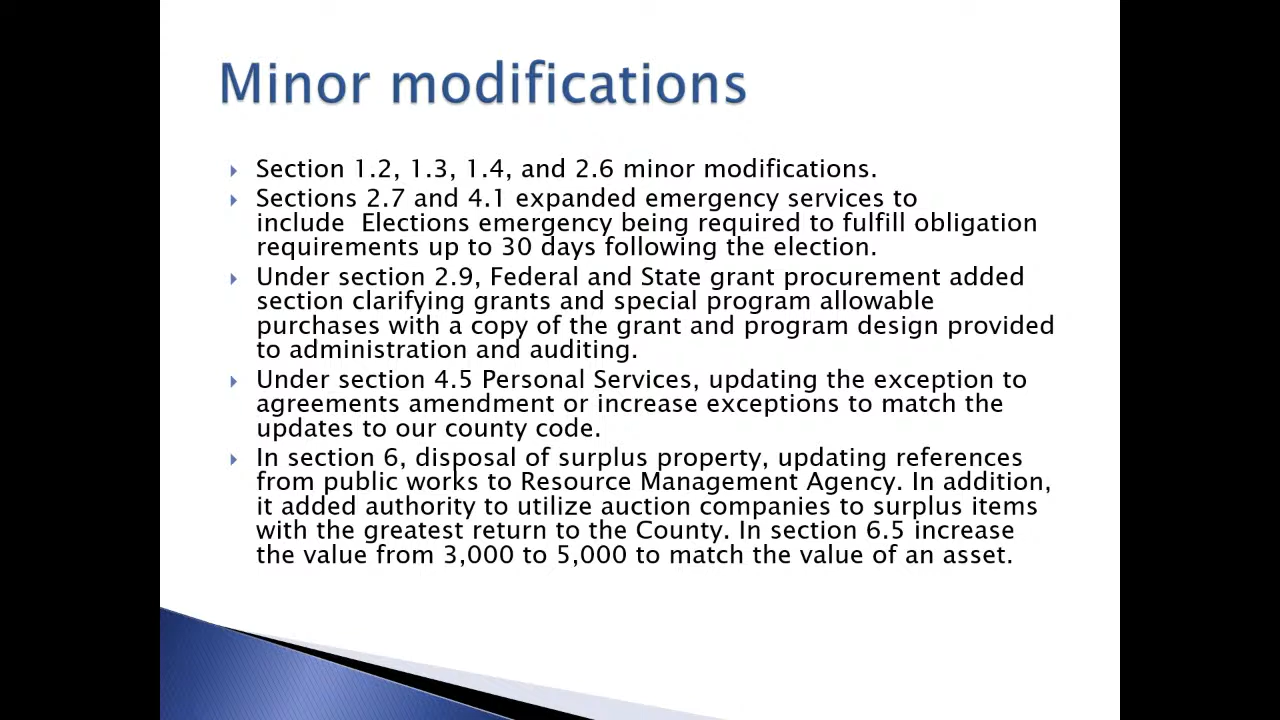 Minor modifications
Section 1.2, 1.3, 1.4, and 2.6 minor modifications.
Sections 2.7 and 4.1 expanded emergency services to
include  Elections emergency being required to fulfill obligation
requirements up to 30 days following the election.
Under section 2.9, Federal and State grant procurement added
section clarifying grants and special program allowable
purchases with a copy of the grant and program design provided
to administration and auditing.
Under section 4.5 Personal Services, updating the exception to
agreements amendment or increase exceptions to match the
updates to our county code.
In section 6, disposal of surplus property, updating references
from public works to Resource Management Agency. In addition,
it added authority to utilize auction companies to surplus items
with the greatest return to the County. In section 6.5 increase
the value from 3,000 to 5,000 to match the value of an asset.